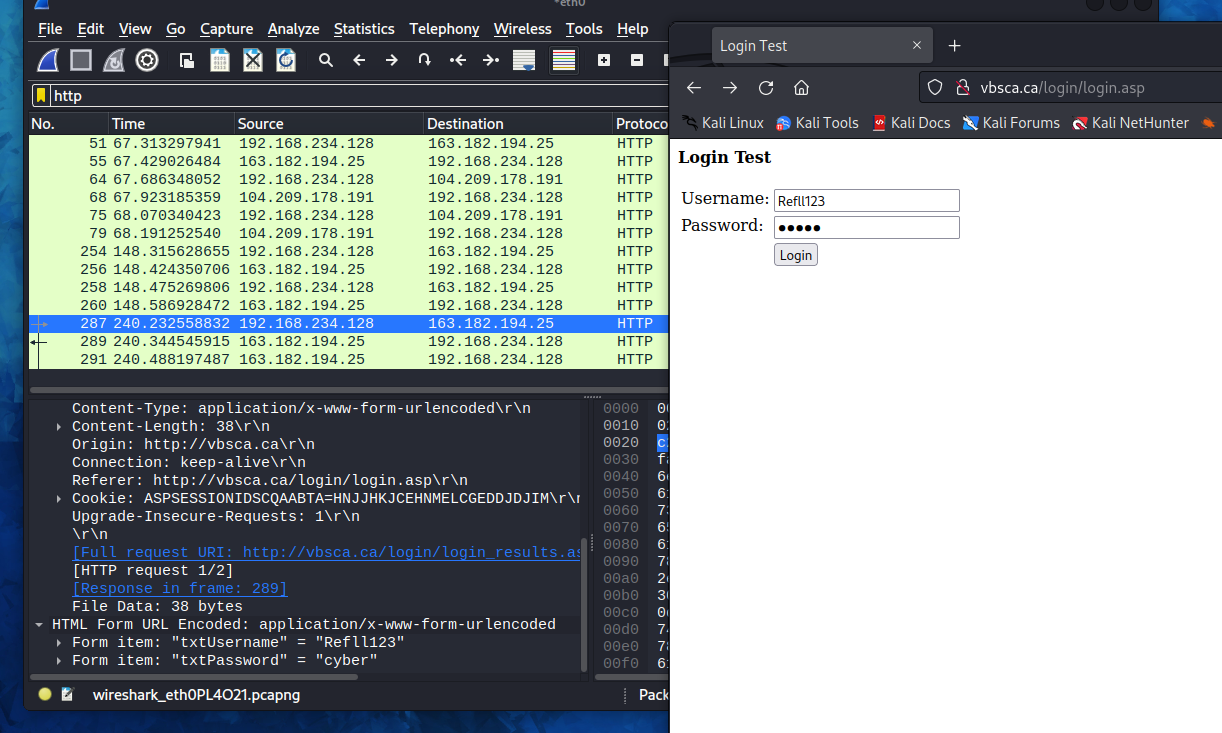 *eth0
File Edit View Go Capture Analyze Statistics Telephony Wireless Tools Help
http
No. Time Source Destination Protoco
51 67.313297941 192.168.234.128 163.182.194.25 HTTP
55 67.429026484 163.182.194.25 192.168.234.128 HTTP
64 67.686348052 192.168.234.128 104.209.178.191 HTTP
68 67.923185359 104.209.178.191 192.168.234.128 HTTP
75 68.070340423 192.168.234.128 104.209.178.191 HTTP
79 68.191252540 104.209.178.191 192.168.234.128 HTTP
254 148.315628655 192.168.234.128 163.182.194.25 HTTP
256 148.424350706 163.182.194.25 192.168.234.128 HTTP
258 148.475269806 192.168.234.128 163.182.194.25 HTTP
260 148.586928472 163.182.194.25 192.168.234.128 HTTP
287 240.232558832 192.168.234.128 163.182.194.25 HTTP
289 240.344545915 163.182.194.25 192.168.234.128 HTTP
291 240.488197487 163.182.194.25 192.168.234.128 HTTP
Content-Type: application/x-www-form-urlencoded\r\n
Content-Length: 38\r\n
Origin: http://vbsca.ca\r\n
Connection: keep-alive\r\n
Referer: http://vbsca.ca/login/login.asp\r\n
Cookie: ASPSESSIONIDSCQAABTA=HNJJHKJCEHNMELCGEDDJDJIM\r\n
Upgrade-Insecure-Requests: 1\r\n
\r\n
[Full request URI: http://vbsca.ca/login/login_results.as
[HTTP request 1/2]
[Response in frame: 289]
File Data: 38 bytes
HTML Form URL Encoded: application/x-www-form-urlencoded
Form item: "txtUsername" = "Refll123"
Form item: "txtPassword" = "cyber"
0000
0010
0020
0030
0040
0050
0060
0070
0080
0090
00a0
00b0
00c0
00d0
00e0
00f0
wireshark_eth0PL4O21.pcapng
Pack
Login Test
vbsca.ca/login/login.asp
Kali Linux Kali Tools Kali Docs Kali Forums Kali NetHunter
Login Test
Username: Refll123
Password: ●●●●●
Login